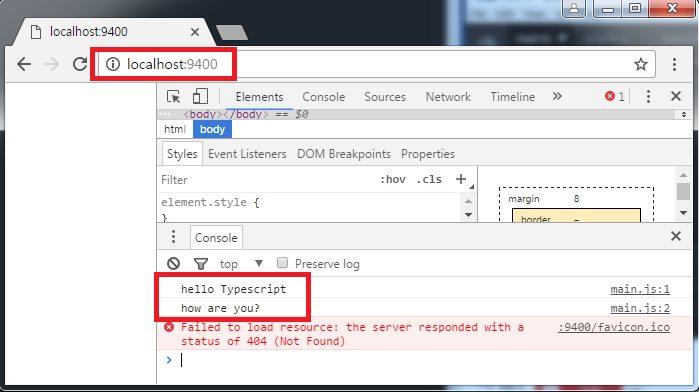 localhost:9400
localhost:9400
Elements Console Sources Network Timeline 1
<body></body> == $0
html body
Styles Event Listeners DOM Breakpoints Properties
Filter :hov .cls
element.style {
}
margin 8
border –
Console
top Preserve log
hello Typescript main.js:1
how are you? main.js:2
Failed to load resource: the server responded with a :9400/favicon.ico
status of 404 (Not Found)